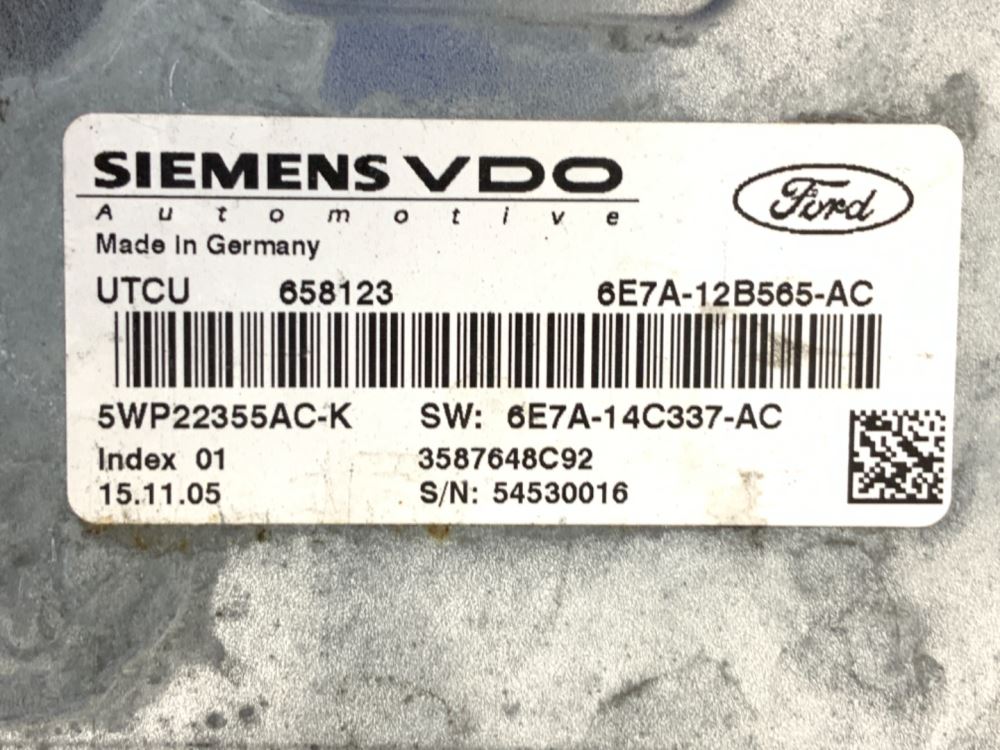 SIEMENS VDO
Automotive
Ford
Made in Germany
UTCU 658123 6E7A-12B565-AC
5WP22355AC-K SW: 6E7A-14C337-AC
Index 01 3587648C92
15.11.05 S/N: 54530016